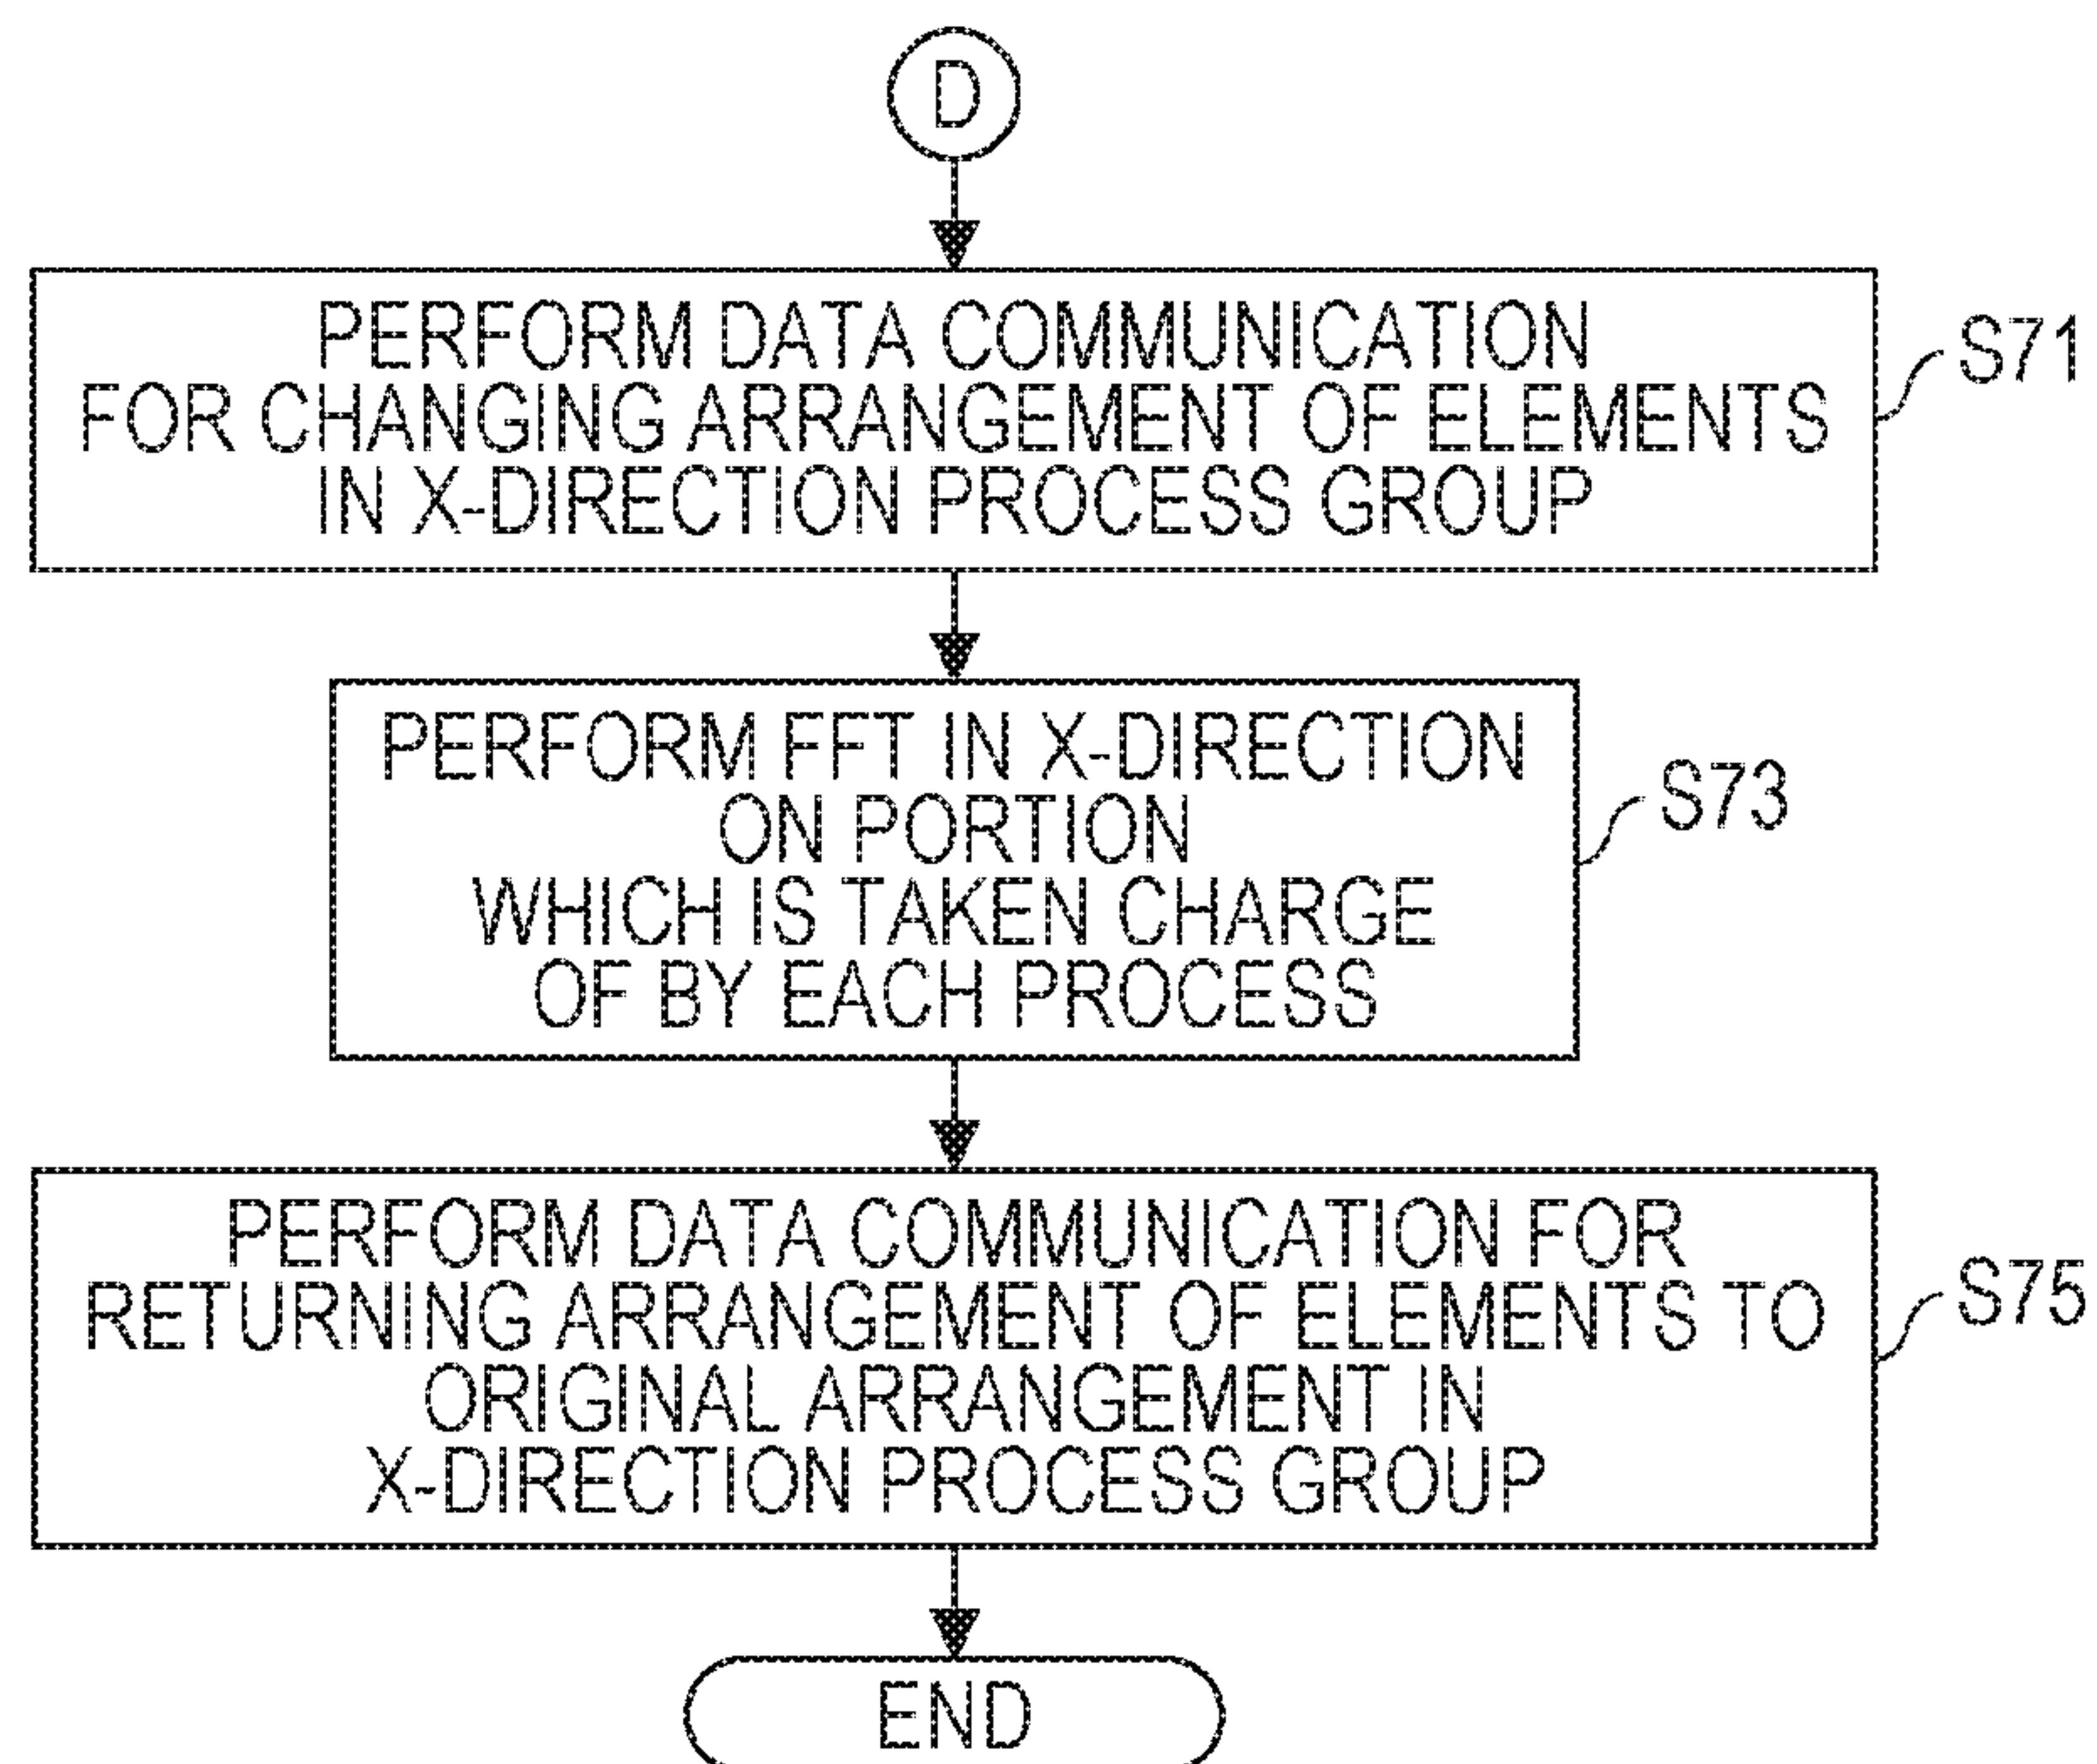 D
PERFORM DATA COMMUNICATION
FOR CHANGING ARRANGEMENT OF ELEMENTS
IN X-DIRECTION PROCESS GROUP
S71
PERFORM FFT IN X-DIRECTION
ON PORTION
WHICH IS TAKEN CHARGE
OF BY EACH PROCESS
S73
PERFORM DATA COMMUNICATION FOR
RETURNING ARRANGEMENT OF ELEMENTS TO
ORIGINAL ARRANGEMENT IN
X-DIRECTION PROCESS GROUP
S75
END